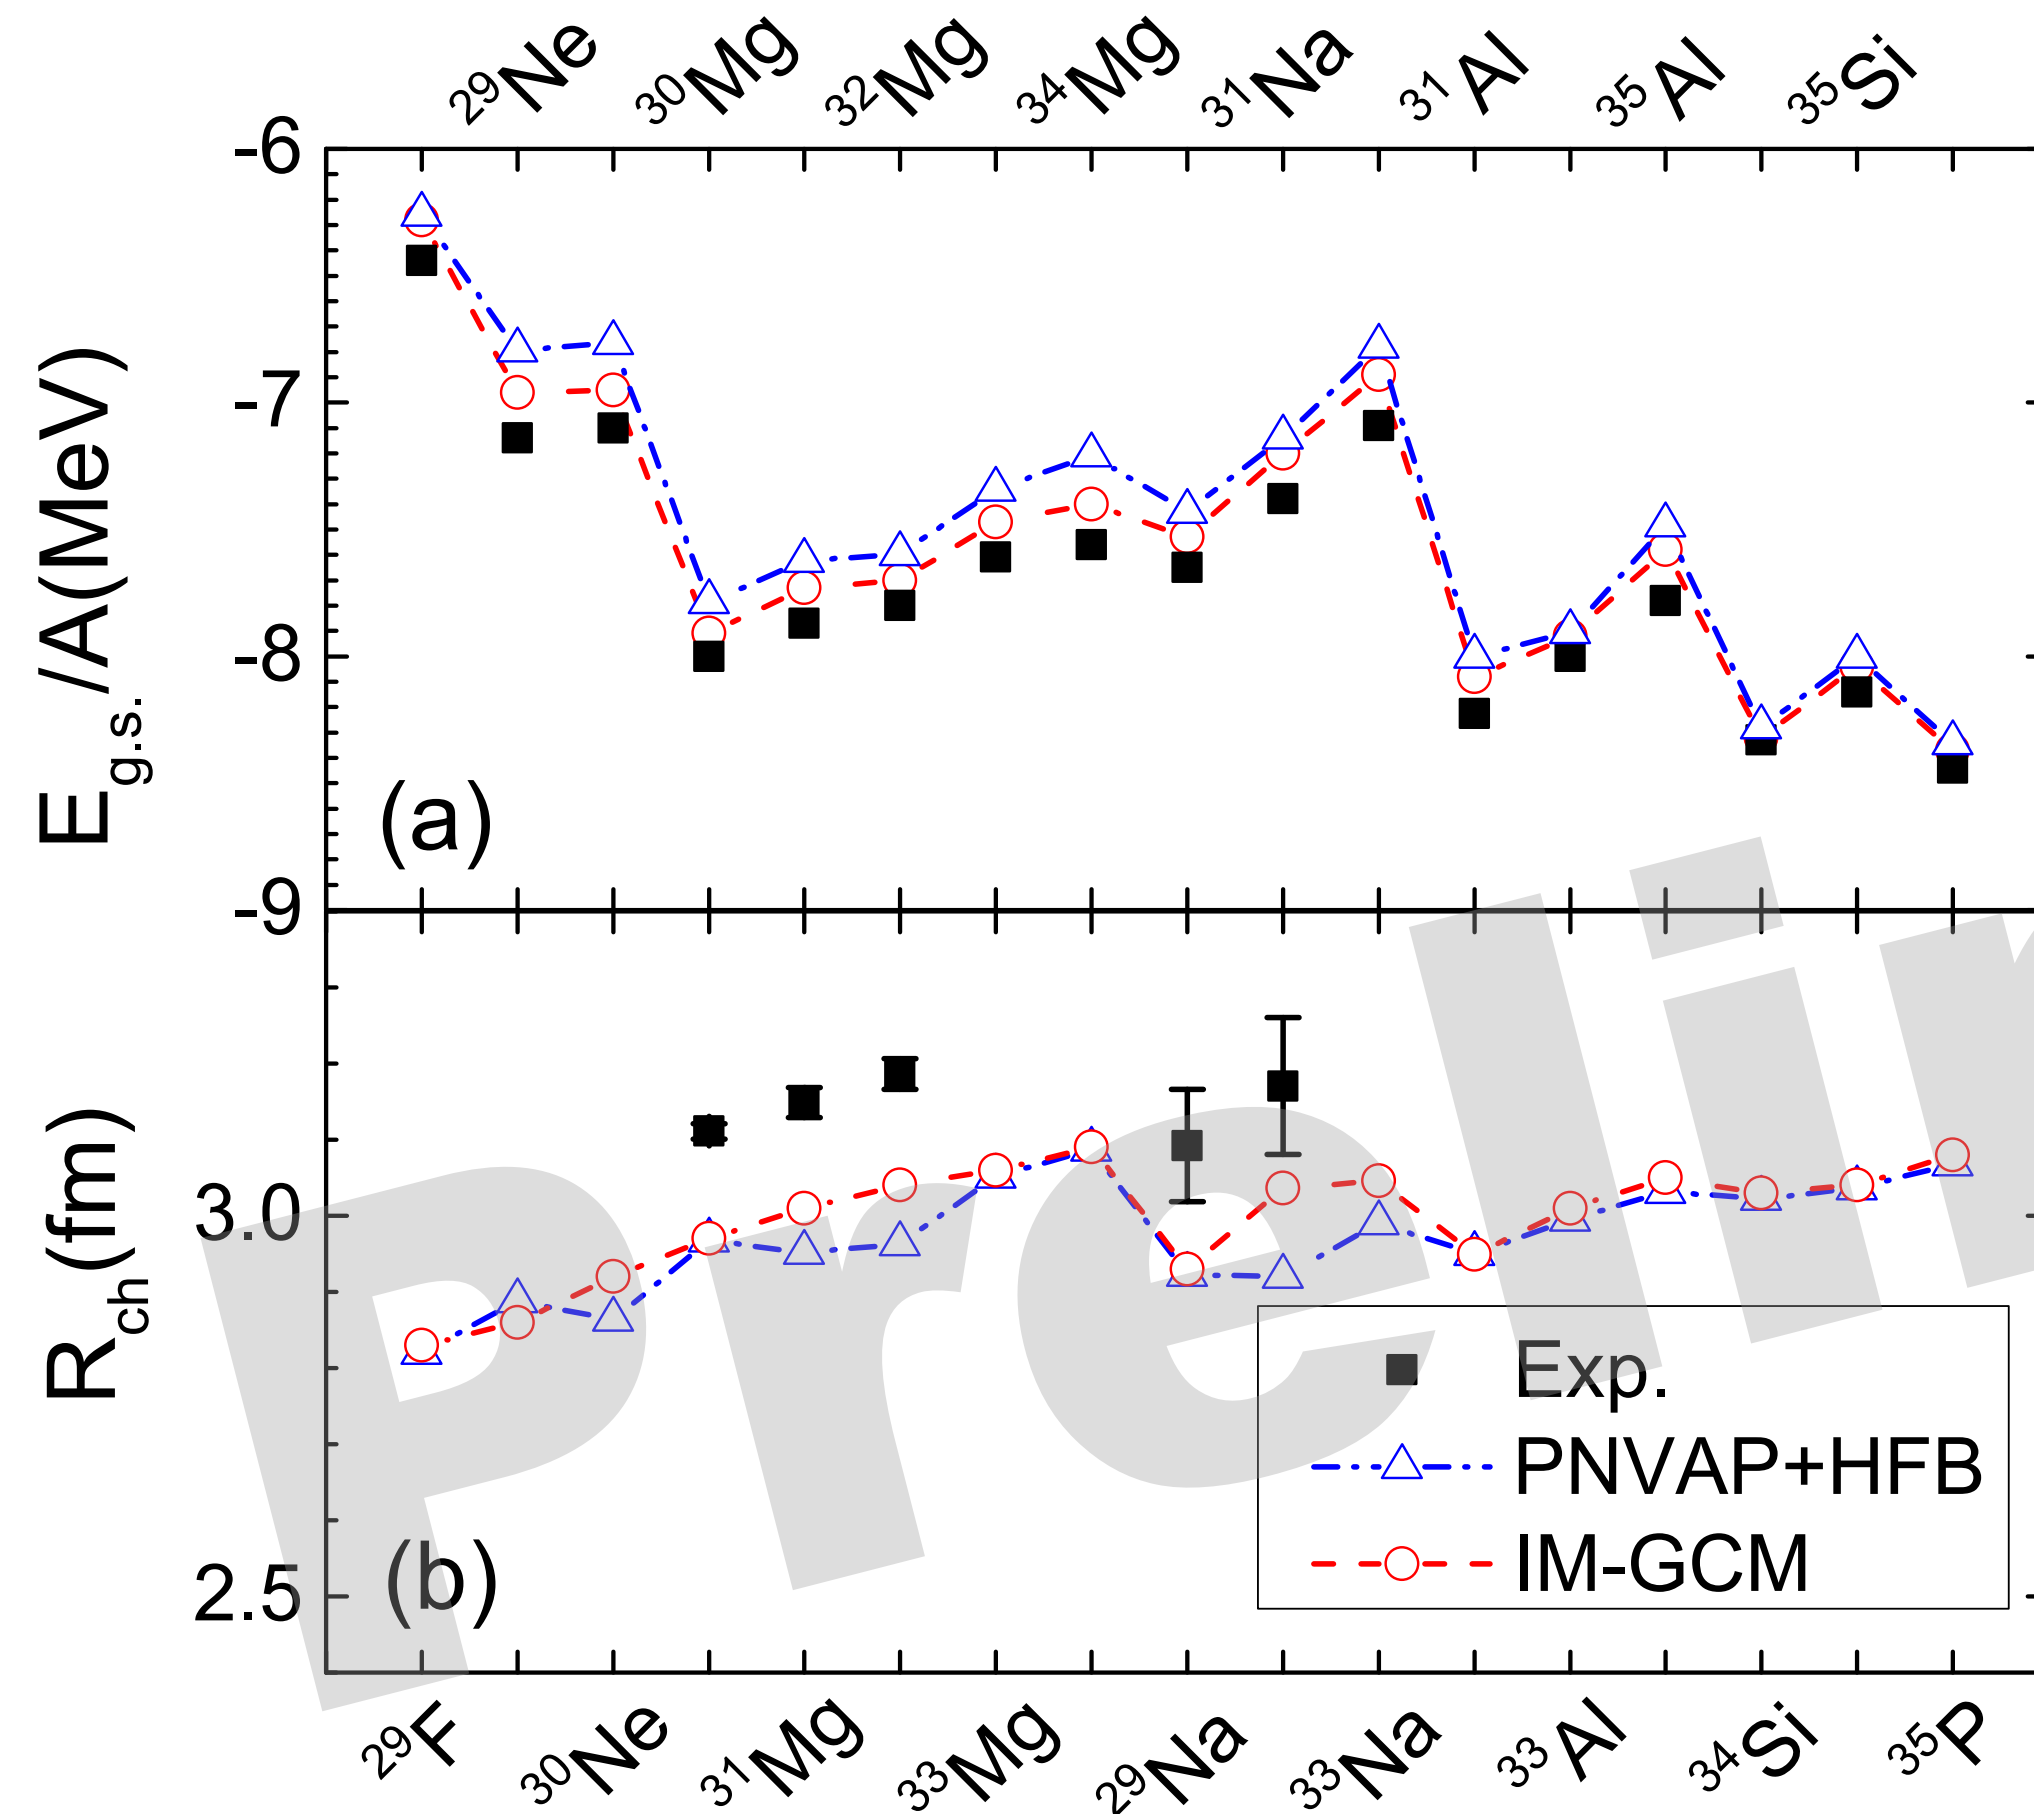 29Ne 30Mg 32Mg 34Mg 31Na 31Al 35Al 35Si
-6
-7
-8
-9
Eg.s./A(MeV)
(a)
3.0
2.5
Rch(fm)
(b)
Exp.
PNVAP+HFB
IM-GCM
29F 30Ne 31Mg 33Mg 29Na 33Na 33Al 34Si 35P
Prelim